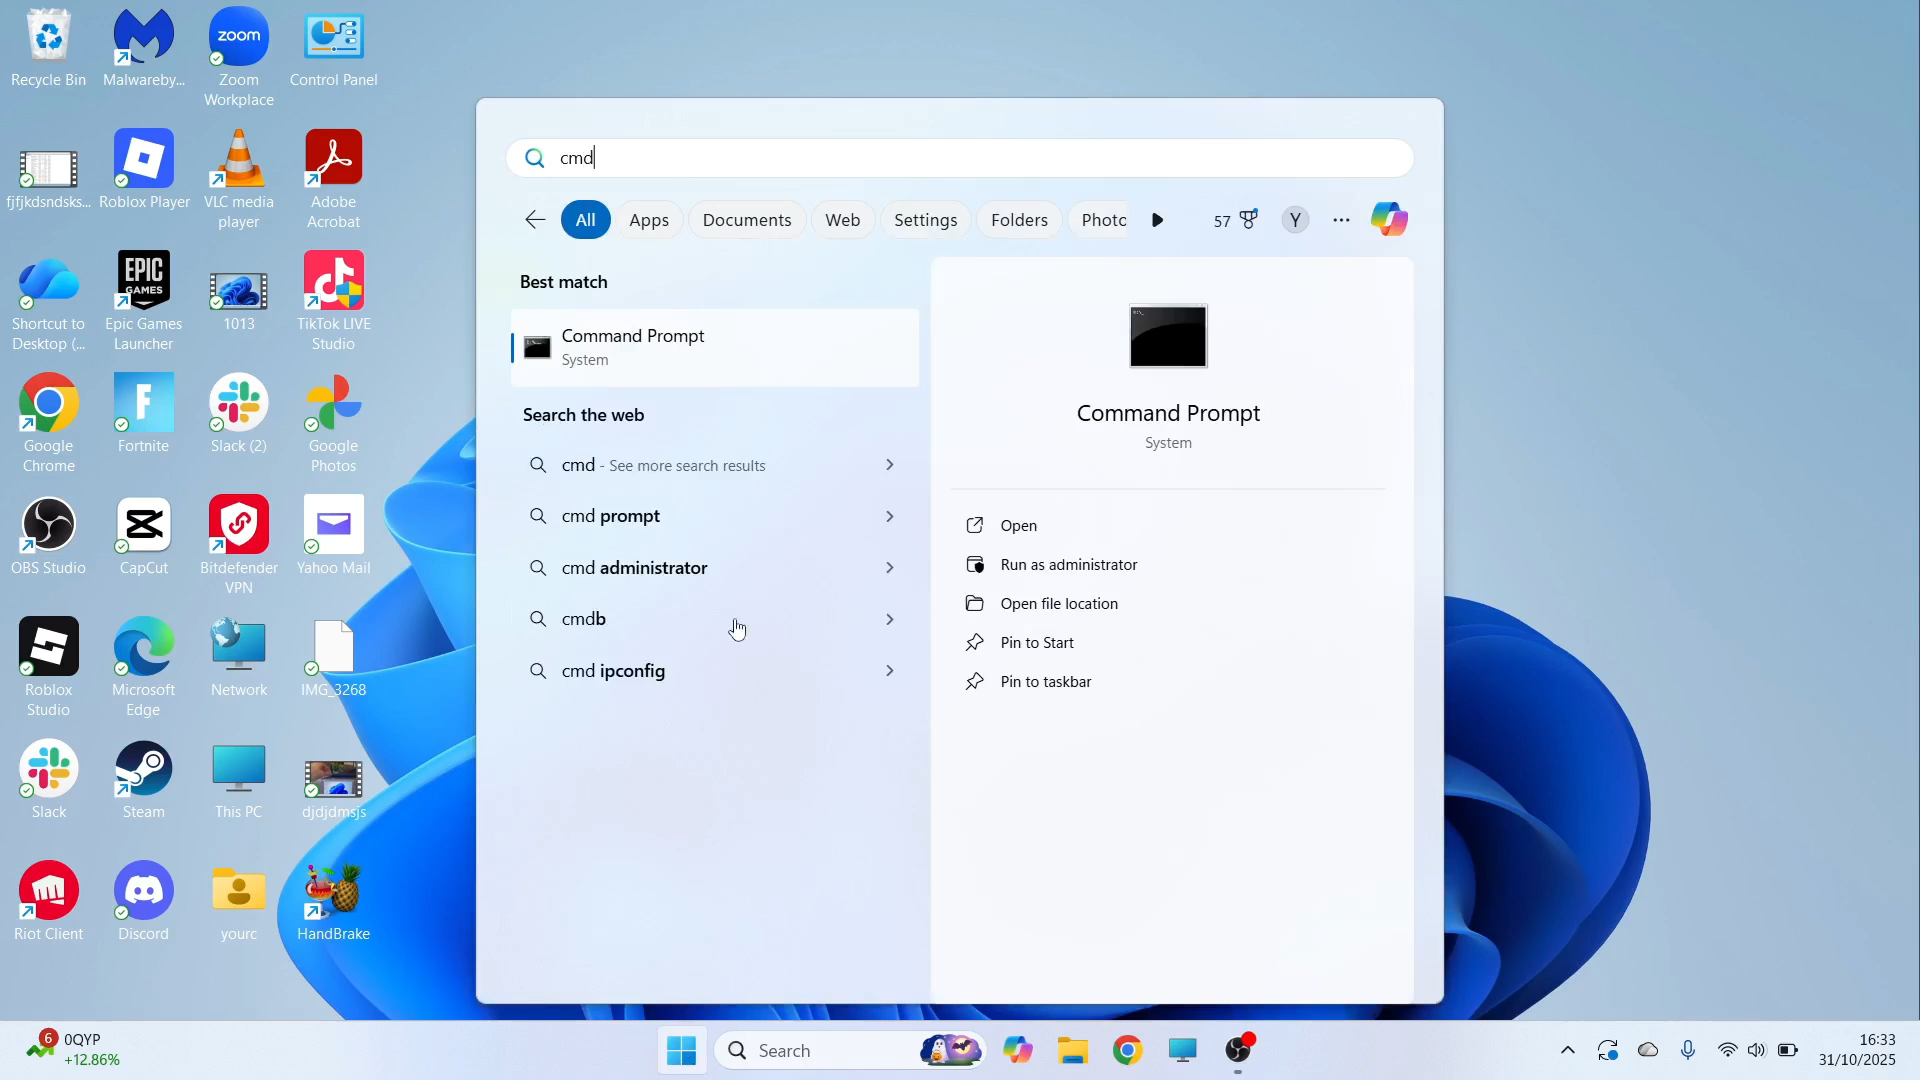 Recycle Bin
Malwareby...
zoom
Zoom
Workplace
Control Panel
fjfjkdsndsks...
Roblox Player
VLC media
player
Adobe
Acrobat
Shortcut to
Desktop (...
EPIC
GAMES
Epic Games
Launcher
1013
TikTok LIVE
Studio
Google
Chrome
Fortnite
Slack (2)
Google
Photos
OBS Studio
CapCut
Bitdefender
VPN
Yahoo Mail
Roblox
Studio
Microsoft
Edge
Network
IMG_3268
Slack
Steam
This PC
djdjdmsjs
Riot Client
Discord
yourc
HandBrake
cmd
All
Apps
Documents
Web
Settings
Folders
Photo
57
Y
Best match
Command Prompt
System
Search the web
cmd - See more search results
cmd prompt
cmd administrator
cmdb
cmd ipconfig
Command Prompt
System
Open
Run as administrator
Open file location
Pin to Start
Pin to taskbar
6
0QYP
+12.86%
Search
16:33
31/10/2025